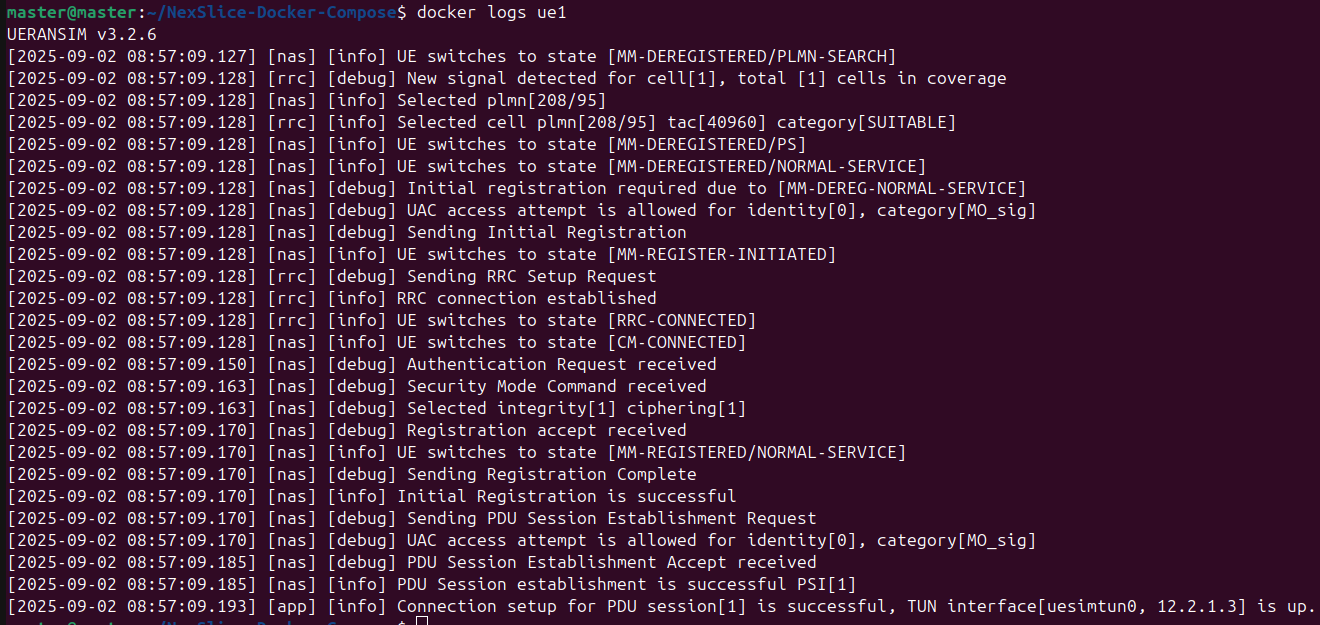 master@master:~/NexSlice-Docker-Compose$ docker logs ue1
UERANSIM v3.2.6
[2025-09-02 08:57:09.127] [nas] [info] UE switches to state [MM-DEREGISTERED/PLMN-SEARCH]
[2025-09-02 08:57:09.128] [rrc] [debug] New signal detected for cell[1], total [1] cells in coverage
[2025-09-02 08:57:09.128] [nas] [info] Selected plmn[208/95]
[2025-09-02 08:57:09.128] [rrc] [info] Selected cell plmn[208/95] tac[40960] category[SUITABLE]
[2025-09-02 08:57:09.128] [nas] [info] UE switches to state [MM-DEREGISTERED/PS]
[2025-09-02 08:57:09.128] [nas] [info] UE switches to state [MM-DEREGISTERED/NORMAL-SERVICE]
[2025-09-02 08:57:09.128] [nas] [debug] Initial registration required due to [MM-DEREG-NORMAL-SERVICE]
[2025-09-02 08:57:09.128] [nas] [debug] UAC access attempt is allowed for identity[0], category[MO_sig]
[2025-09-02 08:57:09.128] [nas] [debug] Sending Initial Registration
[2025-09-02 08:57:09.128] [nas] [info] UE switches to state [MM-REGISTER-INITIATED]
[2025-09-02 08:57:09.128] [rrc] [debug] Sending RRC Setup Request
[2025-09-02 08:57:09.128] [rrc] [info] RRC connection established
[2025-09-02 08:57:09.128] [rrc] [info] UE switches to state [RRC-CONNECTED]
[2025-09-02 08:57:09.128] [nas] [info] UE switches to state [CM-CONNECTED]
[2025-09-02 08:57:09.150] [nas] [debug] Authentication Request received
[2025-09-02 08:57:09.163] [nas] [debug] Security Mode Command received
[2025-09-02 08:57:09.163] [nas] [debug] Selected integrity[1] ciphering[1]
[2025-09-02 08:57:09.170] [nas] [debug] Registration accept received
[2025-09-02 08:57:09.170] [nas] [info] UE switches to state [MM-REGISTERED/NORMAL-SERVICE]
[2025-09-02 08:57:09.170] [nas] [debug] Sending Registration Complete
[2025-09-02 08:57:09.170] [nas] [info] Initial Registration is successful
[2025-09-02 08:57:09.170] [nas] [debug] Sending PDU Session Establishment Request
[2025-09-02 08:57:09.170] [nas] [debug] UAC access attempt is allowed for identity[0], category[MO_sig]
[2025-09-02 08:57:09.185] [nas] [debug] PDU Session Establishment Accept received
[2025-09-02 08:57:09.185] [nas] [info] PDU Session establishment is successful PSI[1]
[2025-09-02 08:57:09.193] [app] [info] Connection setup for PDU session[1] is successful, TUN interface[uesimtun0, 12.2.1.3] is up.